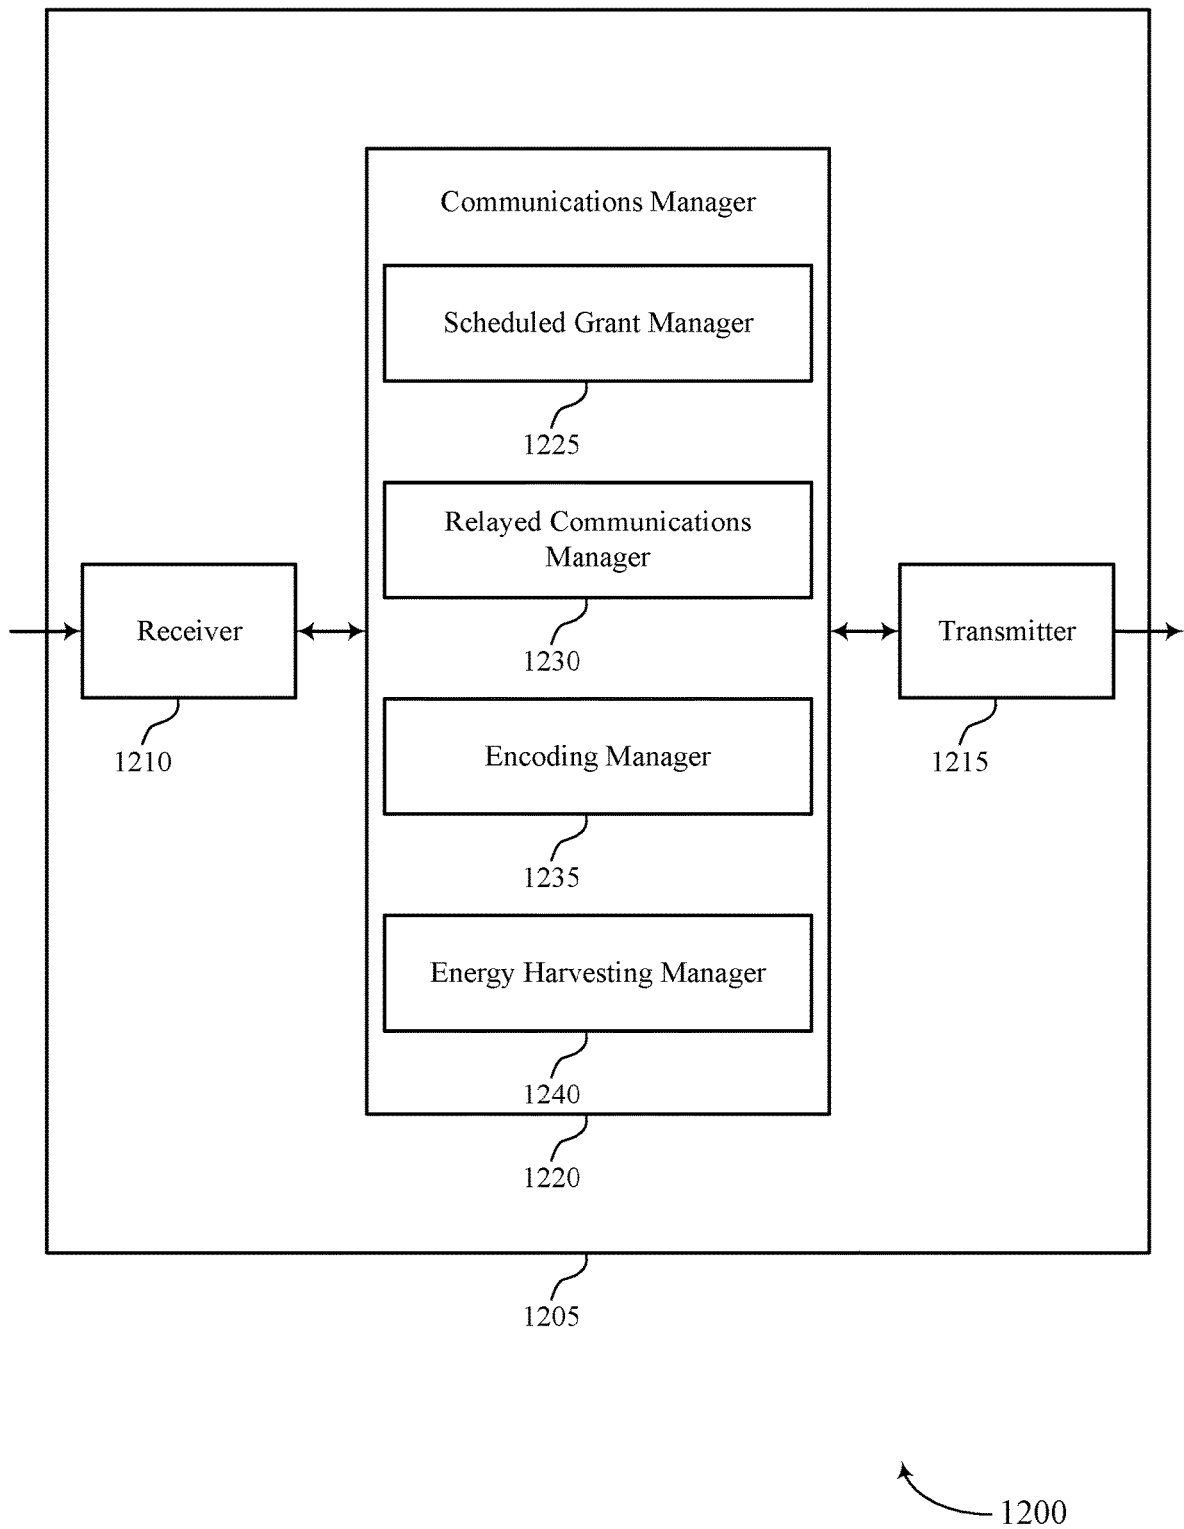 Communications Manager
Scheduled Grant Manager
1225
Relayed Communications
Manager
1230
Receiver
1210
Transmitter
1215
Encoding Manager
1235
Energy Harvesting Manager
1240
1220
1205
1200